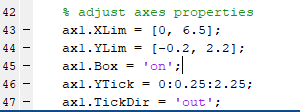 42 % adjust axes properties
43 - ax1.XLim = [0, 6.5];
44 - ax1.YLim = [-0.2, 2.2];
45 - ax1.Box = 'on';
46 - ax1.YTick = 0:0.25:2.25;
47 - ax1.TickDir = 'out';